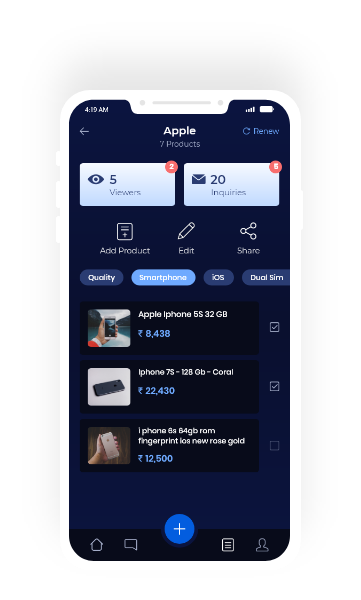 4:19 AM
Apple
Renew
7 Products
2
5
5
Viewers
20
Inquiries
Add Product
Edit
Share
Quality
Smartphone
iOS
Dual Sim
Apple Iphone 5S 32 GB
₹ 8,438
Iphone 7S - 128 Gb - Coral
₹ 22,430
i phone 6s 64gb rom
fingerprint ios new rose gold
₹ 12,500